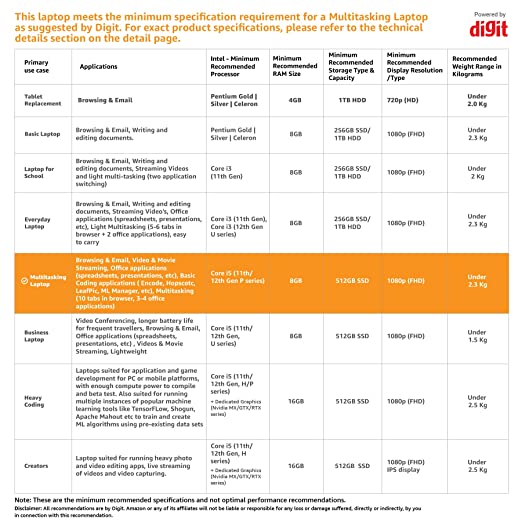 This laptop meets the minimum specification requirement for a Multitasking Laptop
as suggested by Digit. For exact product specifications, please refer to the technical
details section on the detail page.
Powered by
digit
Primary
use case
Applications
Intel - Minimum
Recommended
Processor
Minimum
Recommended
RAM Size
Minimum
Recommended
Storage Type &
Capacity
Minimum
Recommended
Display Resolution
/Type
Recommended
Weight Range in
Kilograms
Tablet
Replacement
Browsing & Email
Pentium Gold |
Silver | Celeron
4GB
1TB HDD
720p (HD)
Under
2.0 Kg
Basic Laptop
Browsing & Email, Writing and
editing documents.
Pentium Gold |
Silver | Celeron
8GB
256GB SSD/
1TB HDD
1080p (FHD)
Under
2.3 Kg
Laptop for
School
Browsing & Email, Writing and
editing documents, Streaming Videos
and light multi-tasking (two application
switching)
Core i3
(11th Gen)
8GB
256GB SSD/
1TB HDD
1080p (FHD)
Under
2 Kg
Everyday
Laptop
Browsing & Email, Writing and editing
documents, Streaming Video's, Office
applications (spreadsheets, presentations,
etc), Light Multitasking (5-6 tabs in
browser + 2 office applications), easy
to carry
Core i3 (11th Gen),
Core i3 (12th Gen
U series)
8GB
256GB SSD/
1TB HDD
1080p (FHD)
Under
2.3 Kg
Multitasking
Laptop
Browsing & Email, Video & Movie
Streaming, Office applications
(spreadsheets, presentations, etc), Basic
Coding applications ( Encode, Hopscotc,
LeafPic, ML Manager, etc), Multitasking
(10 tabs in browser, 3-4 office
applications)
Core i5 (11th/
12th Gen P series)
8GB
512GB SSD
1080p (FHD)
Under
2.3 Kg
Business
Laptop
Video Conferencing, longer battery life
for frequent travellers, Browsing & Email,
Office applications (spreadsheets,
presentations, etc) , Videos & Movie
Streaming, Lightweight
Core i5 (11th/
12th Gen,
U series)
8GB
512GB SSD
1080p (FHD)
Under
1.5 Kg
Heavy
Coding
Laptops suited for application and game
development for PC or mobile platforms,
with enough compute power to compile
and beta test. Also suited for running
multiple instances of popular machine
learning tools like TensorFLow, Shogun,
Apache Mahout etc to train and create
ML algorithms using pre-existing data sets
Core i5 (11th/
12th Gen, H/P
series)
+ Dedicated Graphics
(Nvidia MX/GTX/RTX
series)
16GB
512GB SSD
1080p (FHD)
Under
2.5 Kg
Creators
Laptop suited for running heavy photo
and video editing apps, live streaming
of videos and video capturing.
Core i5 (11th/
12th Gen, H
series)
+ Dedicated Graphics
(Nvidia MX/GTX/RTX
series)
16GB
512GB SSD
1080p (FHD)
IPS display
Under
2.5 Kg
Note: These are the minimum recommended specifications and not optimal performance recommendations.
Disclaimer: All recommendations are by Digit. Amazon or any of its affiliates will not be liable or responsible for any loss or damage suffered, directly or indirectly, by you
in connection with this recommendation.